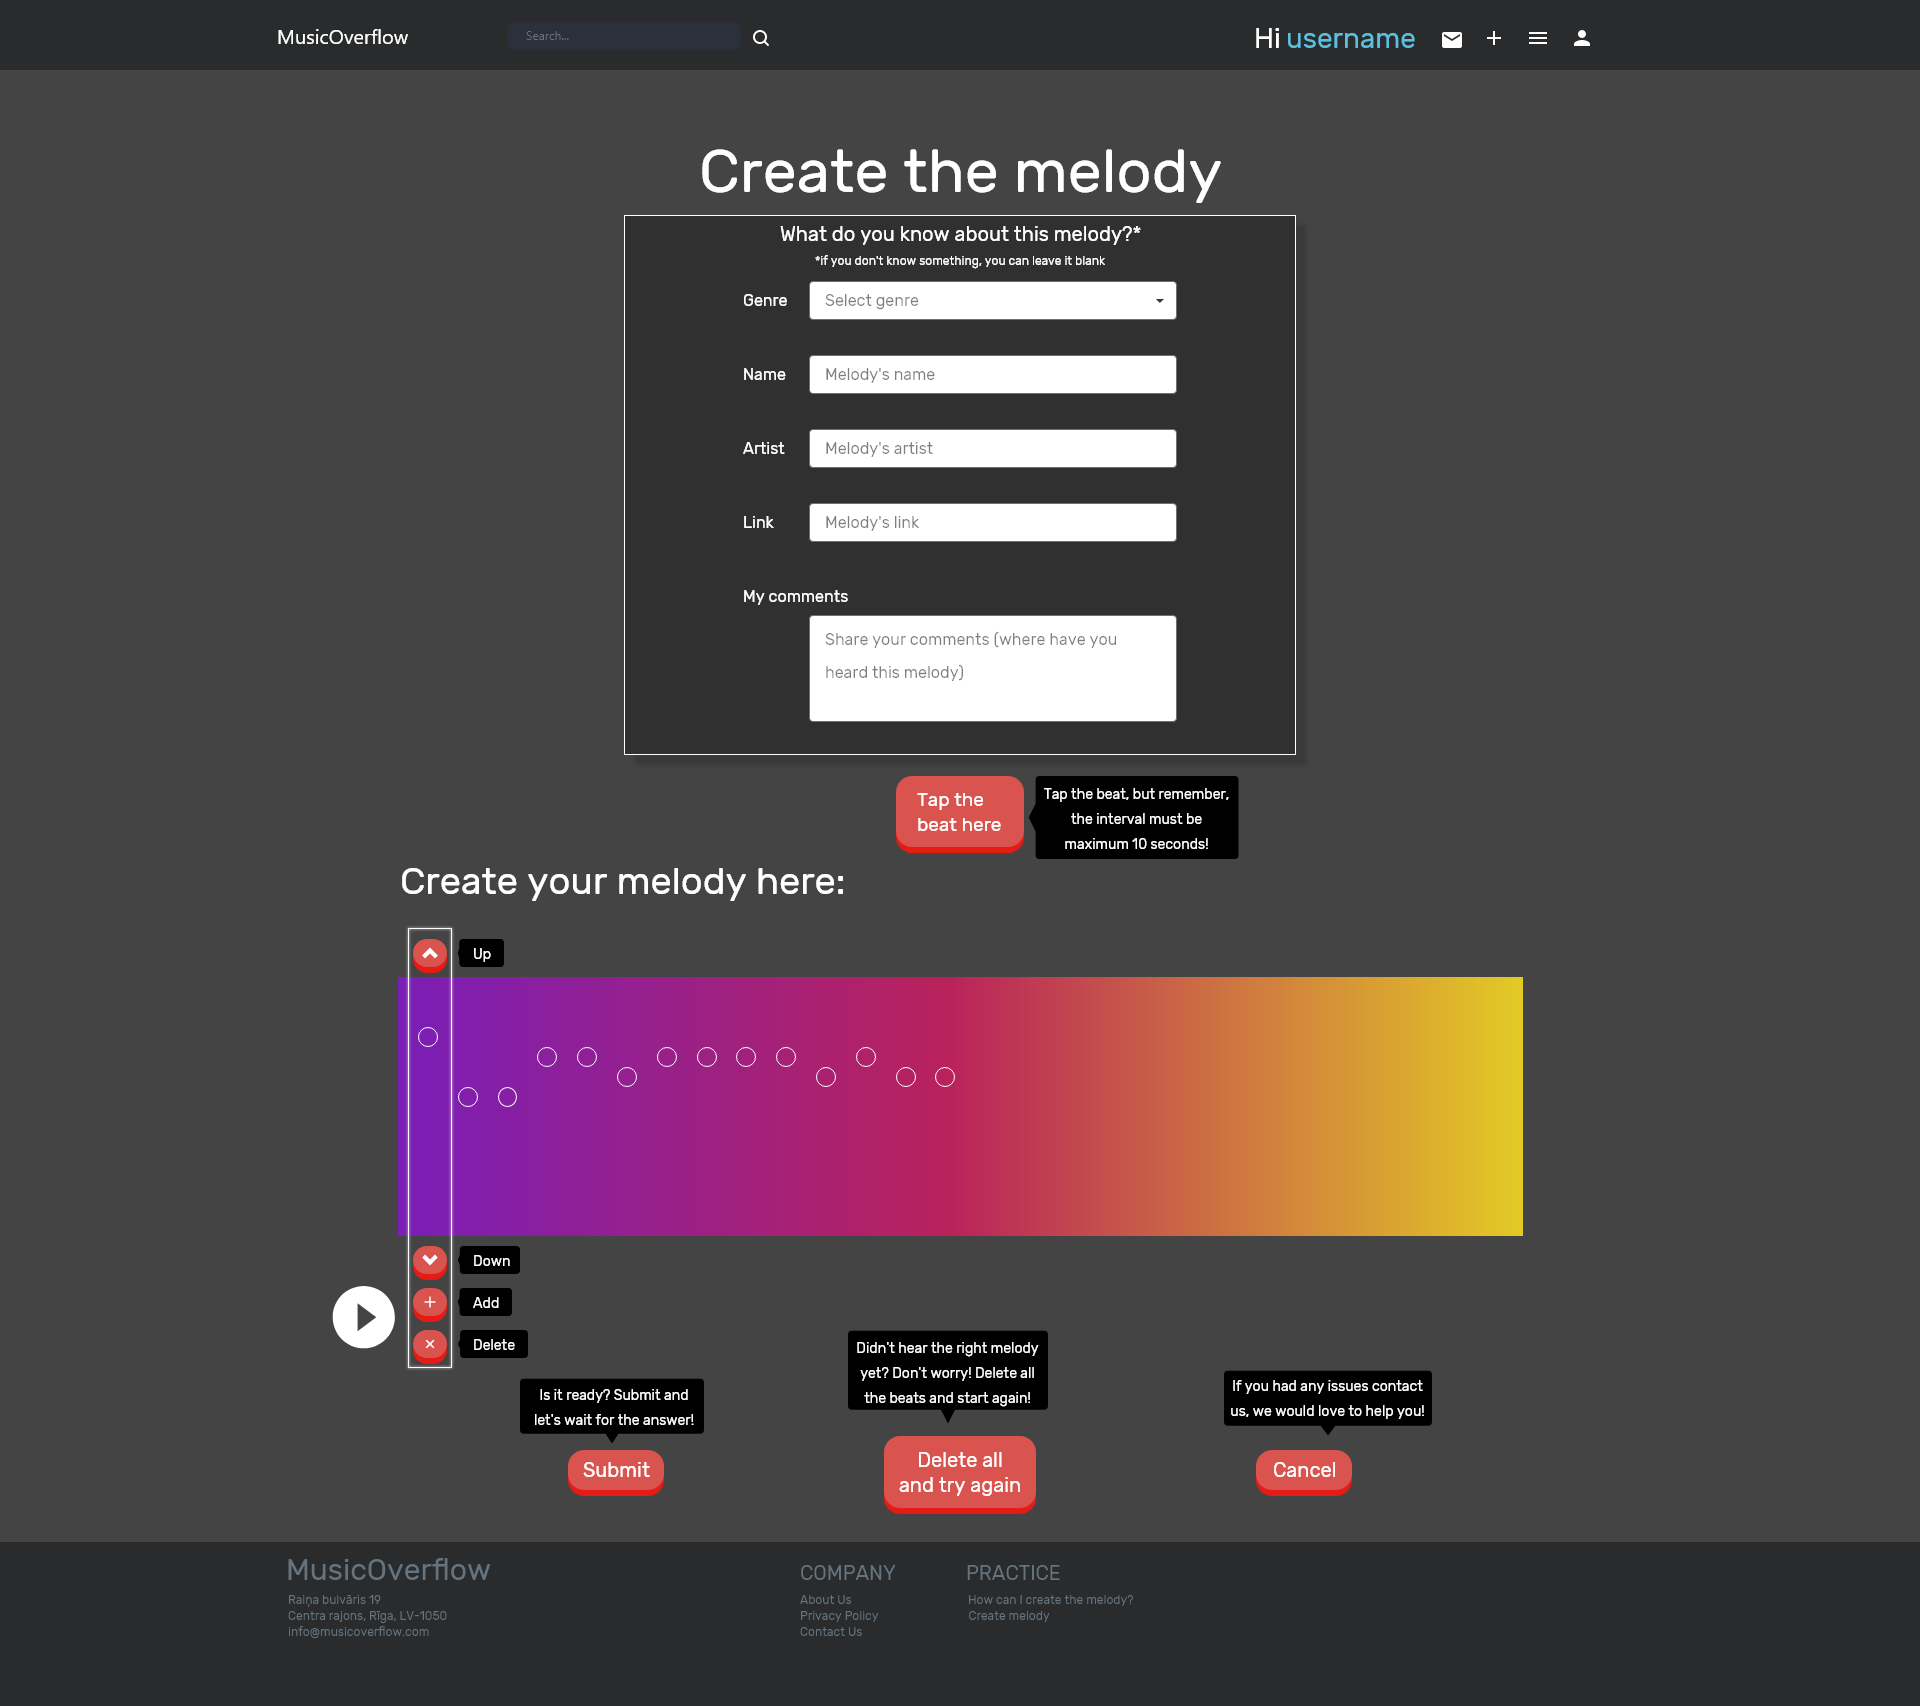 MusicOverflow
Search...
Hi username
Create the melody
What do you know about this melody?*
*if you don't know something, you can leave it blank
Genre
Select genre
Name
Melody's name
Artist
Melody's artist
Link
Melody's link
My comments
Share your comments (where have you
heard this melody)
Tap the
beat here
Tap the beat, but remember,
the interval must be
maximum 10 seconds!
Create your melody here:
Up
Down
Add
Delete
Is it ready? Submit and
let's wait for the answer!
Submit
Didn't hear the right melody
yet? Don't worry! Delete all
the beats and start again!
Delete all
and try again
If you had any issues contact
us, we would love to help you!
Cancel
MusicOverflow
Raiņa bulvāris 19
Centra rajons, Rīga, LV-1050
info@musicoverflow.com
COMPANY
About Us
Privacy Policy
Contact Us
PRACTICE
How can I create the melody?
Create melody